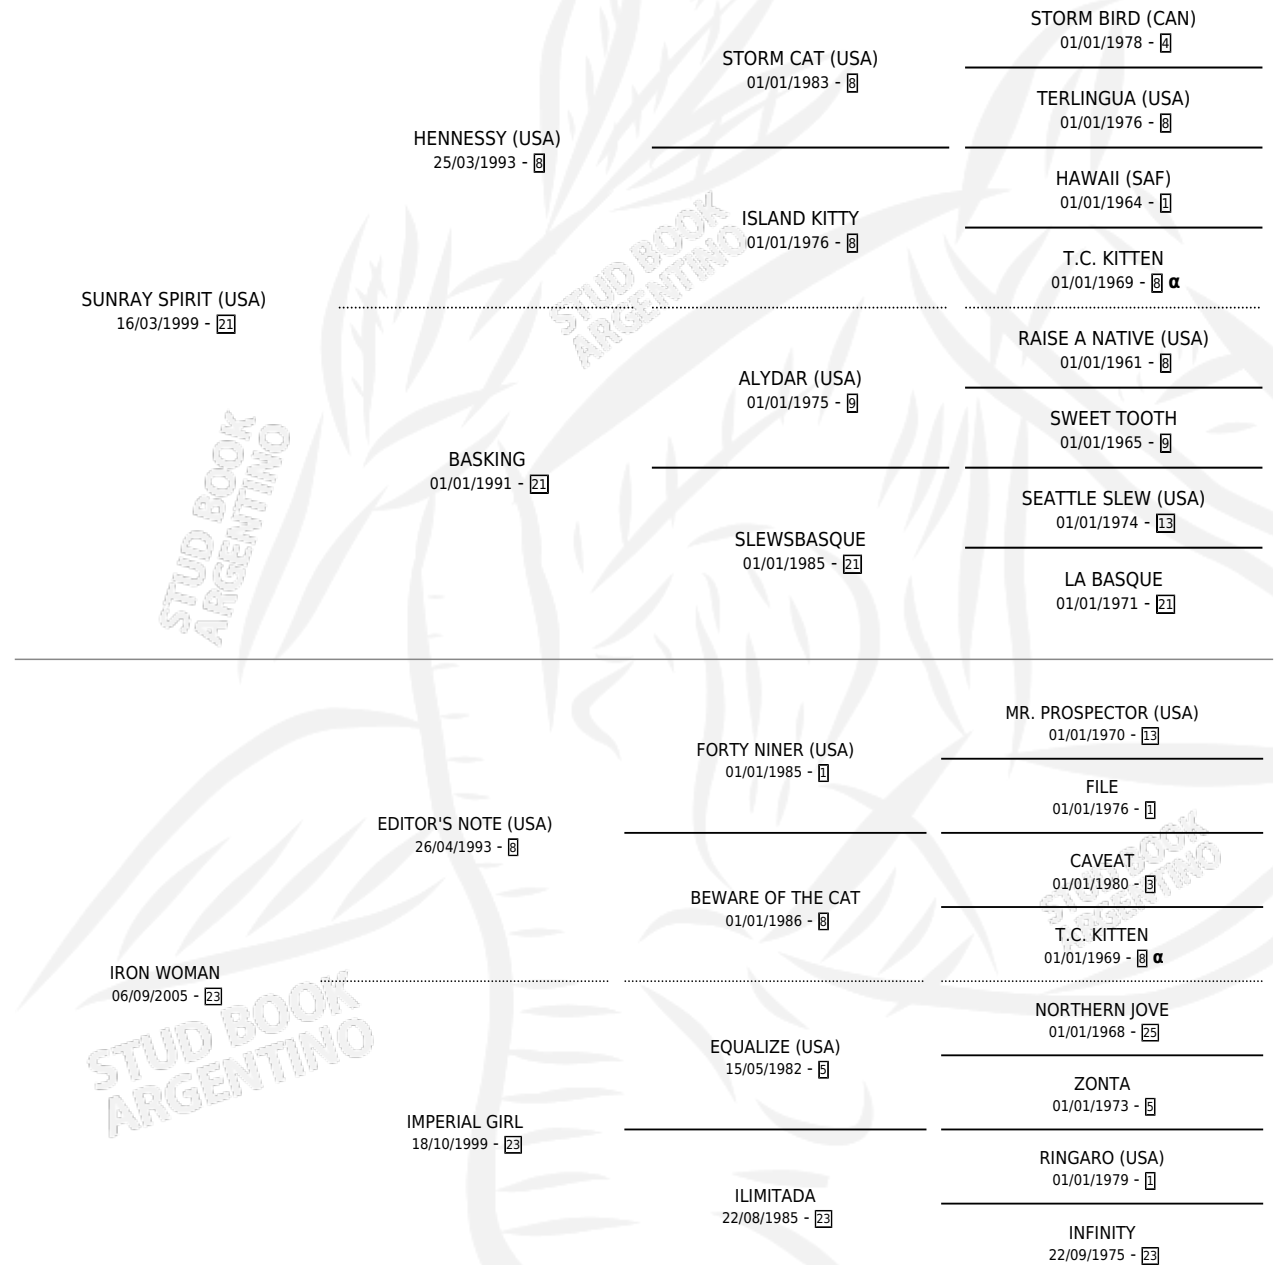 STORM BIRD (CAN)
01/01/1978 - 4
STORM CAT (USA)
01/01/1983 - 8
TERLINGUA (USA)
01/01/1976 - 8
HENNESSY (USA)
25/03/1993 - 8
HAWAII (SAF)
01/01/1964 - 1
ISLAND KITTY
01/01/1976 - 8
T.C. KITTEN
01/01/1969 - 8 α
SUNRAY SPIRIT (USA)
16/03/1999 - 21
RAISE A NATIVE (USA)
01/01/1961 - 8
ALYDAR (USA)
01/01/1975 - 9
SWEET TOOTH
01/01/1965 - 9
BASKING
01/01/1991 - 21
SEATTLE SLEW (USA)
01/01/1974 - 13
SLEWSBASQUE
01/01/1985 - 21
LA BASQUE
01/01/1971 - 21
MR. PROSPECTOR (USA)
01/01/1970 - 13
FORTY NINER (USA)
01/01/1985 - 1
FILE
01/01/1976 - 1
EDITOR'S NOTE (USA)
26/04/1993 - 8
CAVEAT
01/01/1980 - 3
BEWARE OF THE CAT
01/01/1986 - 8
T.C. KITTEN
01/01/1969 - 8 α
IRON WOMAN
06/09/2005 - 23
NORTHERN JOVE
01/01/1968 - 25
EQUALIZE (USA)
15/05/1982 - 5
ZONTA
01/01/1973 - 5
IMPERIAL GIRL
18/10/1999 - 23
RINGARO (USA)
01/01/1979 - 1
ILIMITADA
22/08/1985 - 23
INFINITY
22/09/1975 - 23
STUD BOOK
ARGENTINO
STUD BOOK
ARGENTINO
STUD BOOK
ARGENTINO
STUD BOOK
ARGENTINO